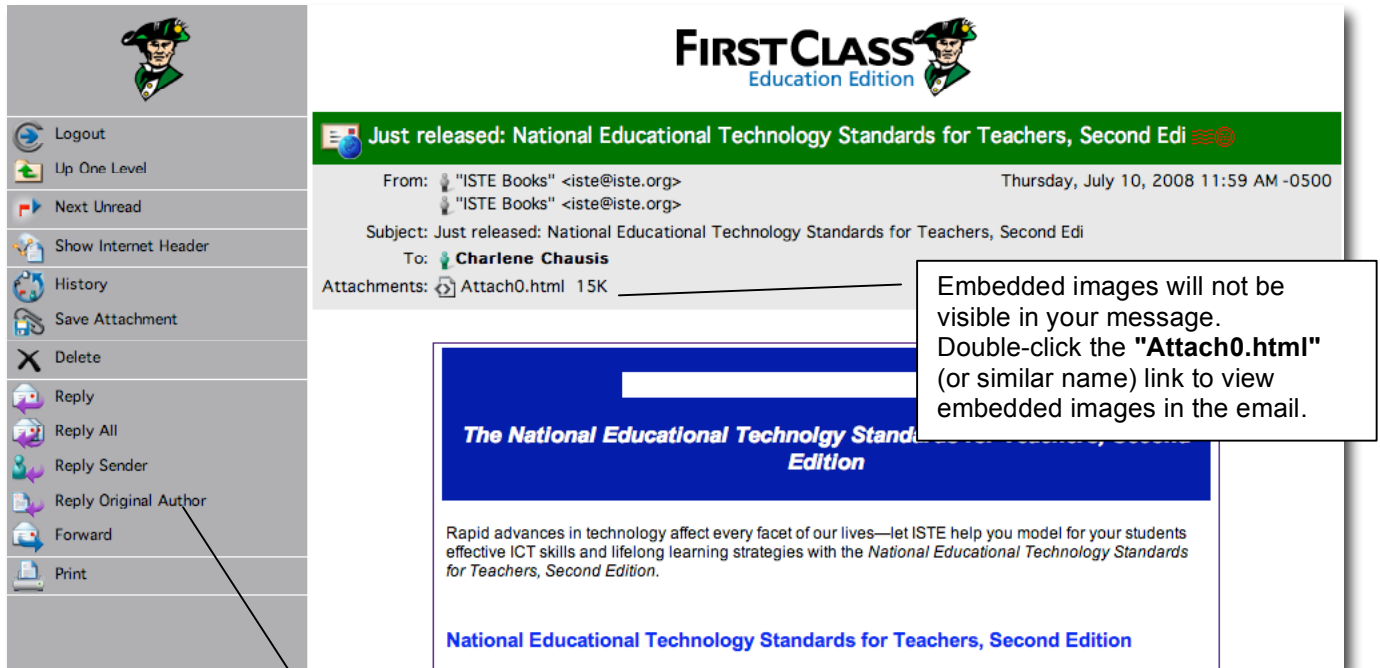 FIRSTCLASS
Education Edition
Logout
Up One Level
Next Unread
Show Internet Header
History
Save Attachment
Delete
Reply
Reply All
Reply Sender
Reply Original Author
Forward
Print
Just released: National Educational Technology Standards for Teachers, Second Edi
From: "ISTE Books" <iste@iste.org> Thursday, July 10, 2008 11:59 AM -0500
"ISTE Books" <iste@iste.org>
Subject: Just released: National Educational Technology Standards for Teachers, Second Edi
To: Charlene Chausis
Attachments: Attach0.html 15K
Embedded images will not be
visible in your message.
Double-click the "Attach0.html"
(or similar name) link to view
embedded images in the email.
The National Educational Technolgy Standards for Teachers, Second
Edition
Rapid advances in technology affect every facet of our lives—let ISTE help you model for your students
effective ICT skills and lifelong learning strategies with the National Educational Technology Standards
for Teachers, Second Edition.
National Educational Technology Standards for Teachers, Second Edition